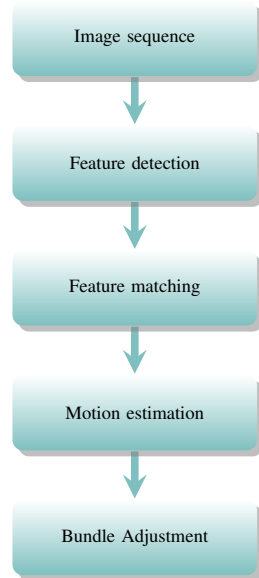 Image sequence
Feature detection
Feature matching
Motion estimation
Bundle Adjustment